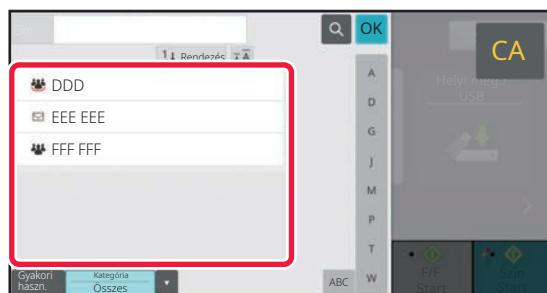 OK
CA
1↓ Rendezés
DDD
EEE EEE
FFF FFF
A
D
G
J
M
P
T
W
Helyi meg.
USB
Gyakori
haszn.
Kategória
Összes
ABC
F/F
Start
Szín
Start